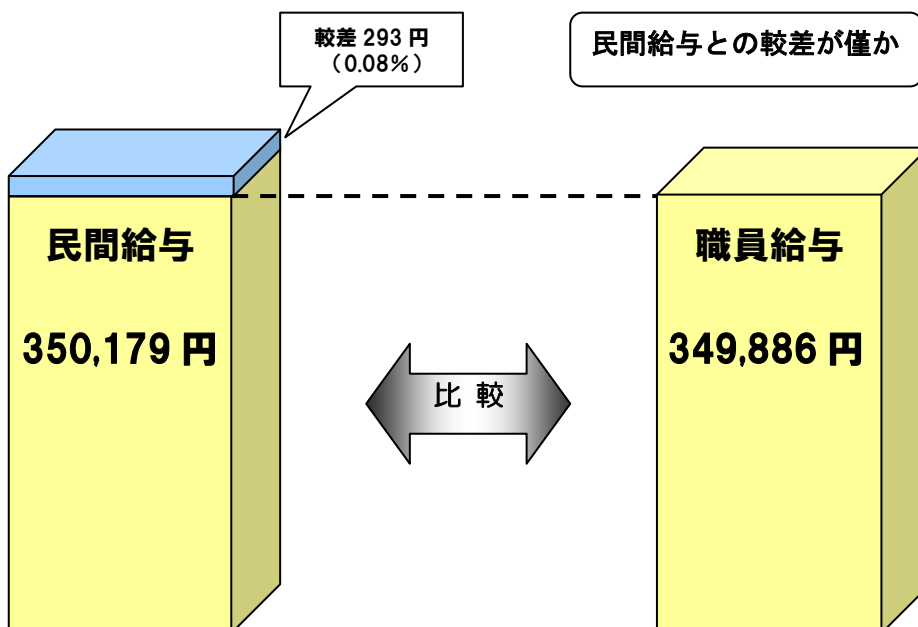 較差 293 円
（0.08％）
民間給与との較差が僅か
民間給与
350,179 円
職員給与
349,886 円
比 較